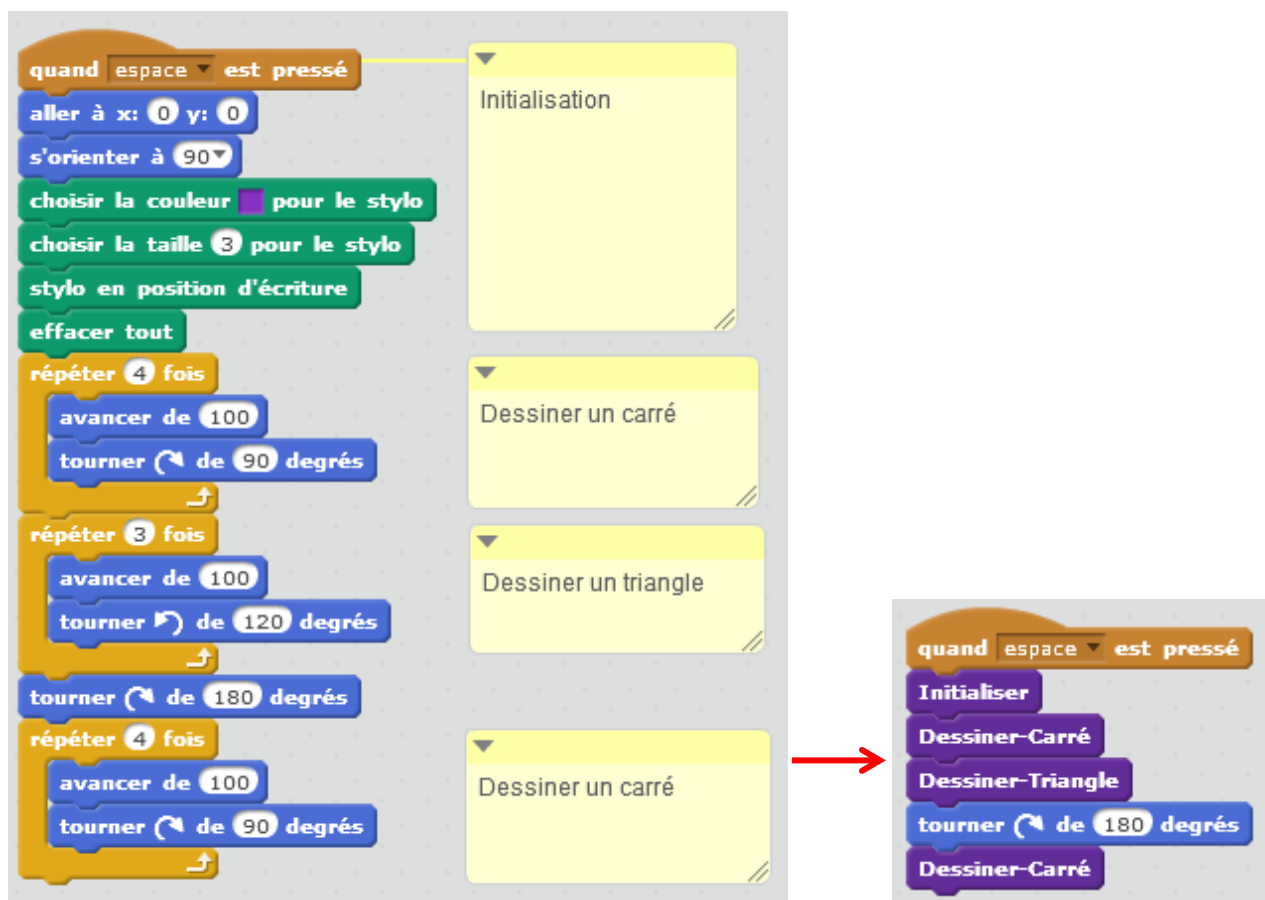 quand espace est pressé
Initialisation
aller à x: 0 y: 0
s'orienter à 90
choisir la couleur pour le stylo
choisir la taille 3 pour le stylo
stylo en position d'écriture
effacer tout
répéter 4 fois
Dessiner un carré
avancer de 100
tourner de 90 degrés
répéter 3 fois
Dessiner un triangle
avancer de 100
tourner de 120 degrés
tourner de 180 degrés
répéter 4 fois
Dessiner un carré
avancer de 100
tourner de 90 degrés
quand espace est pressé
Initialiser
Dessiner-Carré
Dessiner-Triangle
tourner de 180 degrés
Dessiner-Carré